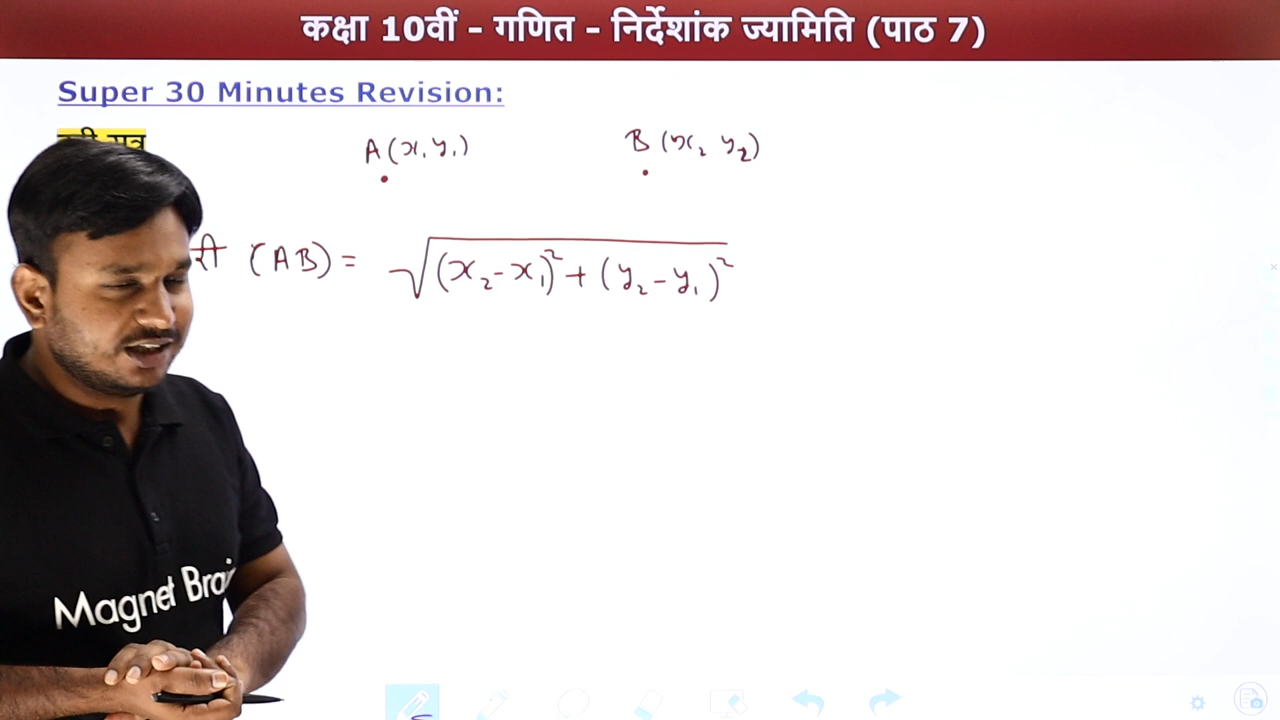 कक्षा 10वीं - गणित - निर्देशांक ज्यामिति (पाठ 7)
Super 30 Minutes Revision:
A (x₁ y₁) B (x₂ y₂)
(AB) = √(x₂-x₁)² + (y₂-y₁)²
Magnet Brai